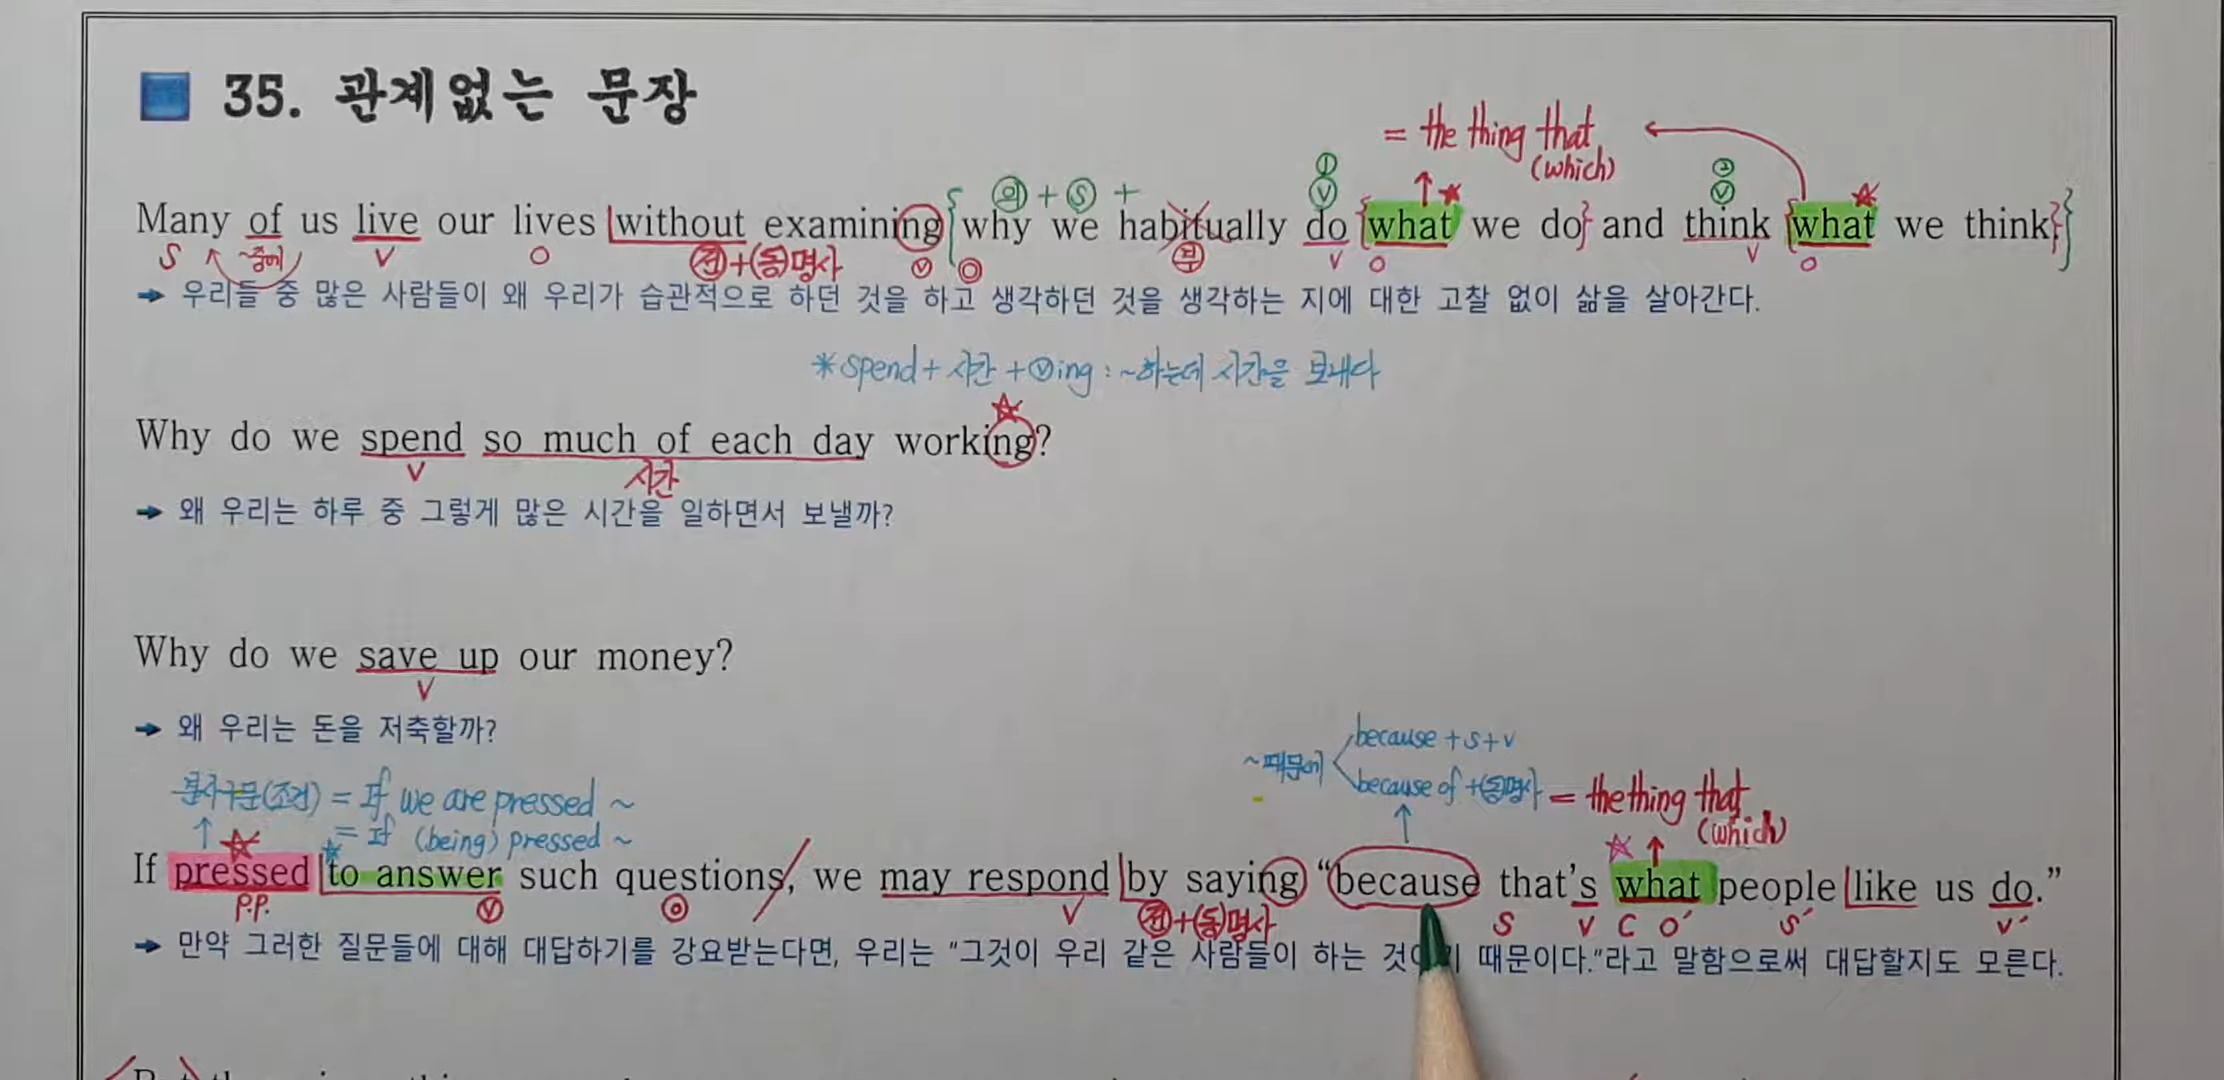 35. 관계없는 문장
= the thing that
(which)
① ②
의 + S + V V
Many of us live our lives without examining why we habitually do what we do and think what we think
S ~중에 V O 전+(동)명사 V O 부 V O V O
➡ 우리들 중 많은 사람들이 왜 우리가 습관적으로 하던 것을 하고 생각하던 것을 생각하는 지에 대한 고찰 없이 삶을 살아간다.
*spend + 시간 + Ving : ~하는데 시간을 보내다
Why do we spend so much of each day working?
V 시간
➡ 왜 우리는 하루 중 그렇게 많은 시간을 일하면서 보낼까?
Why do we save up our money?
V
➡ 왜 우리는 돈을 저축할까?
because + S + V
~때문에
because of + (동)명사 = the thing that
(which)
분사구문(조건) = If we are pressed ~
= If (being) pressed ~
If pressed to answer such questions, we may respond by saying “because that's what people like us do.”
P.P. V O V 전+(동)명사 S V C O′ S′ V′
➡ 만약 그러한 질문들에 대해 대답하기를 강요받는다면, 우리는 "그것이 우리 같은 사람들이 하는 때문이다."라고 말함으로써 대답할지도 모른다.